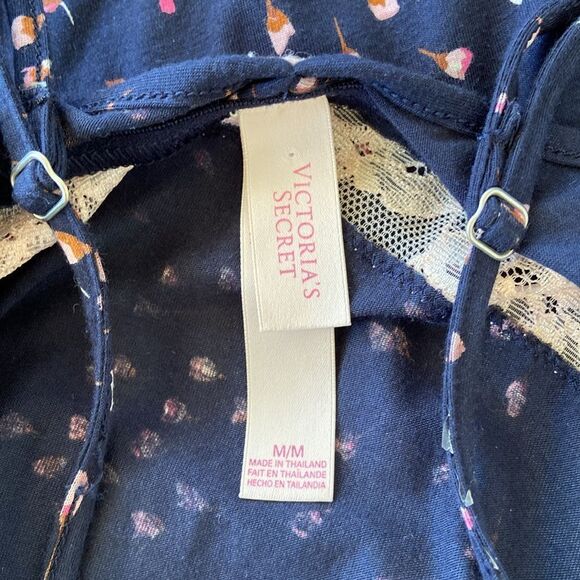 VICTORIA'S
SECRET
M/M
MADE IN THAILAND
FAIT EN THAÏLANDE
HECHO EN TAILANDIA